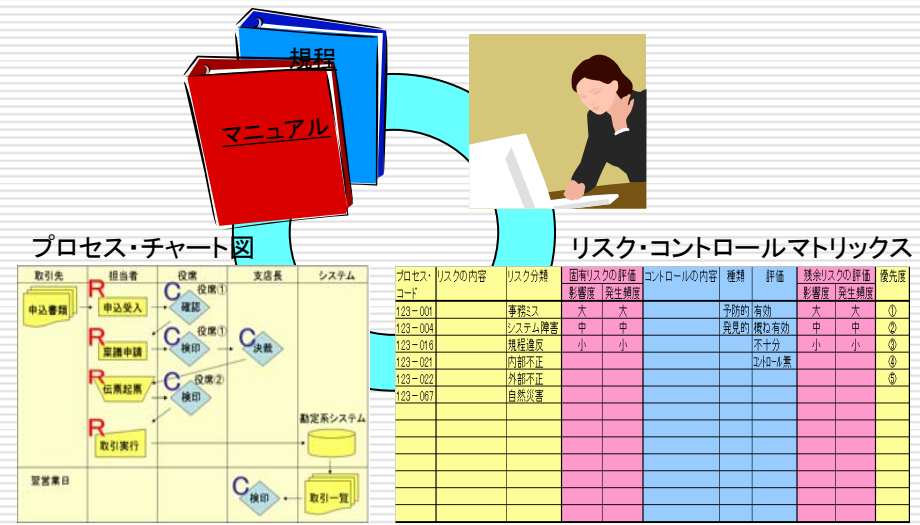 規程
マニュアル
プロセス・チャート図
リスク・コントロールマトリックス
取引先 担当者 役席 支店長 システム
申込書類
R
申込受入
C
役席①
確認
R
稟議申請
C
役席①
検印
C
決裁
R
伝票起票
C
役席②
検印
R
取引実行
勘定系システム
翌営業日
C
検印
取引一覧
プロセス・コード リスクの内容 リスク分類 固有リスクの評価 コントロールの内容 種類 評価 残余リスクの評価 優先度
影響度 発生頻度 影響度 発生頻度
123-001 事務ミス 大 大 予防的 有効 大 大 ①
123-004 システム障害 中 中 発見的 概ね有効 中 中 ②
123-016 規程違反 小 小 不十分 小 小 ③
123-021 内部不正 コントロール無 ④
123-022 外部不正 ⑤
123-067 自然災害